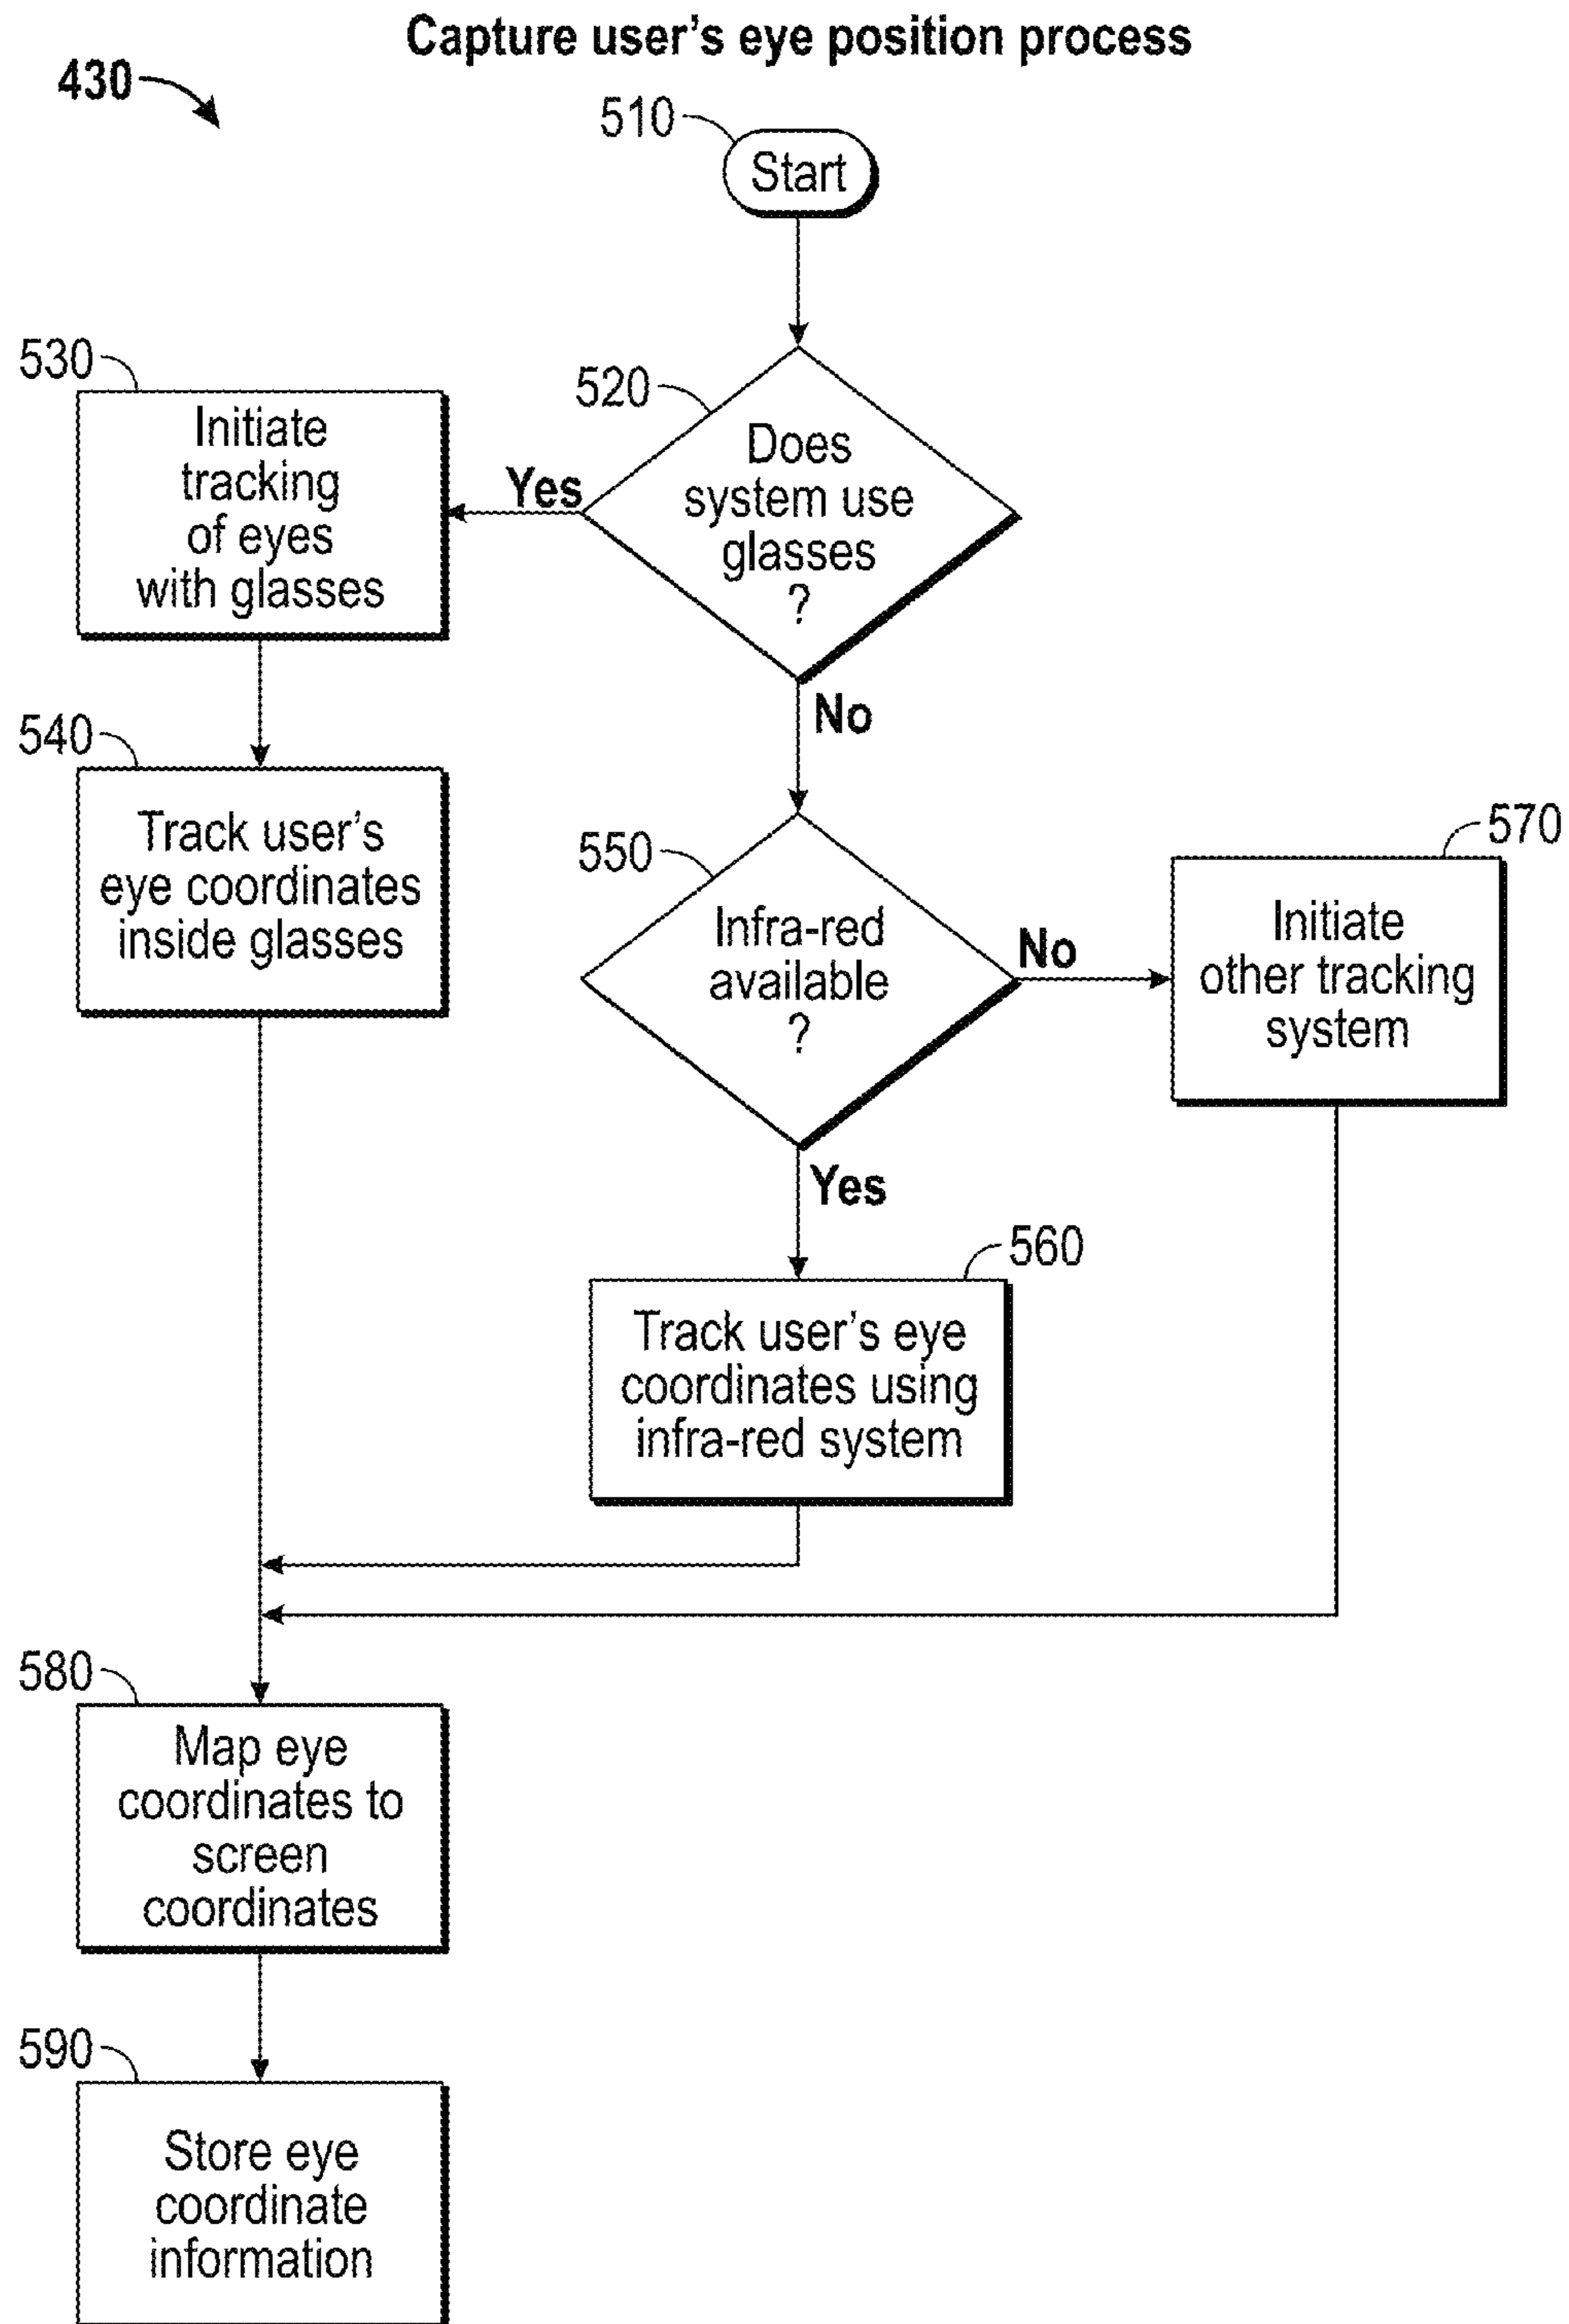 Capture user's eye position process
430
510
Start
520
Does
system use
glasses
?
Yes
No
530
Initiate
tracking
of eyes
with glasses
540
Track user's
eye coordinates
inside glasses
550
Infra-red
available
?
No
Yes
570
Initiate
other tracking
system
560
Track user's eye
coordinates using
infra-red system
580
Map eye
coordinates to
screen
coordinates
590
Store eye
coordinate
information